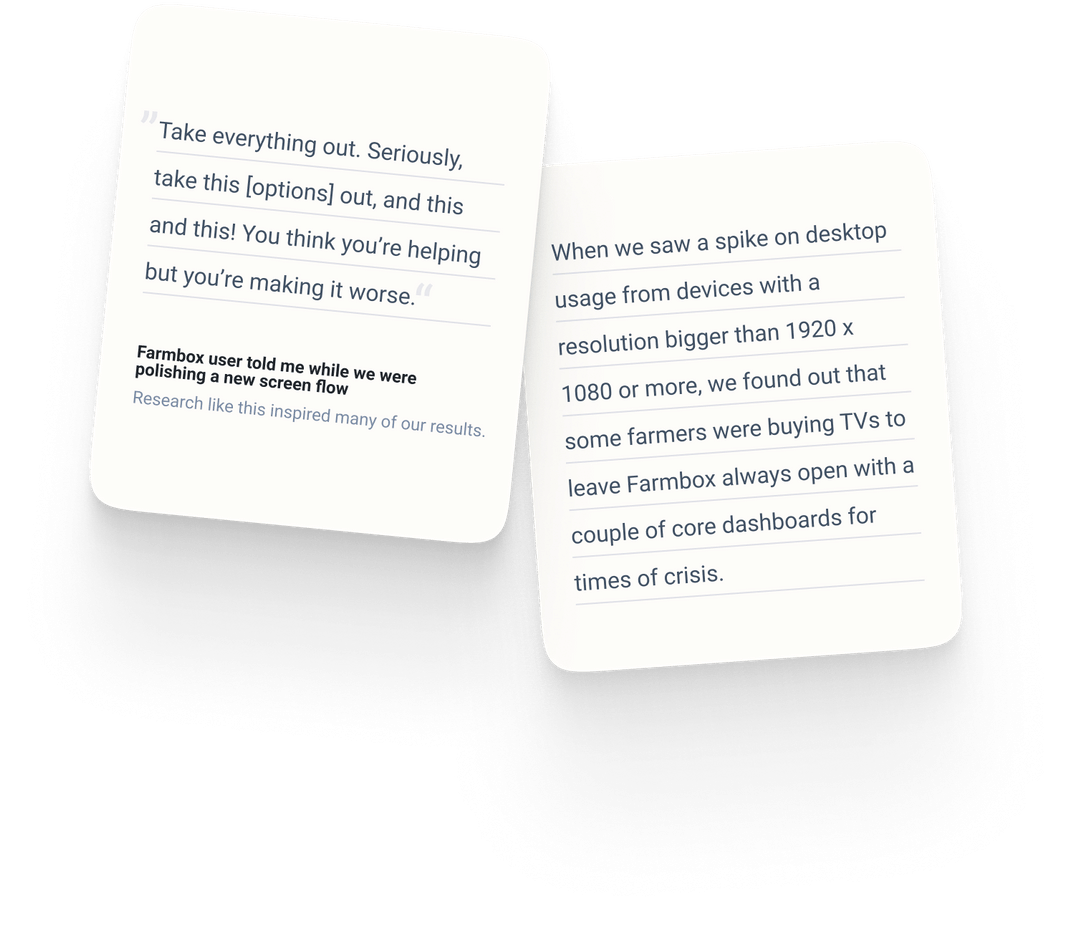 ”Take everything out. Seriously,
take this [options] out, and this
and this! You think you’re helping
but you’re making it worse.“
Farmbox user told me while we were
polishing a new screen flow
Research like this inspired many of our results.
When we saw a spike on desktop
usage from devices with a
resolution bigger than 1920 x
1080 or more, we found out that
some farmers were buying TVs to
leave Farmbox always open with a
couple of core dashboards for
times of crisis.